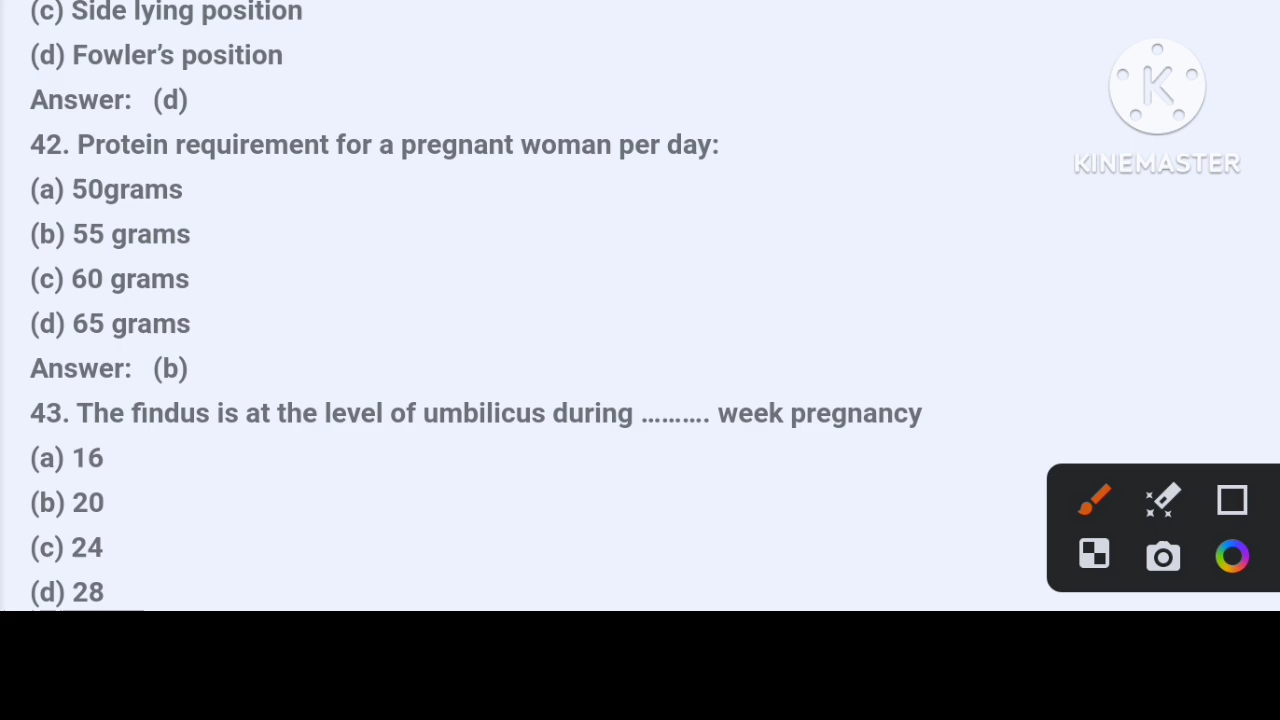 (c) Side lying position
(d) Fowler’s position
Answer: (d)
42. Protein requirement for a pregnant woman per day:
(a) 50grams
(b) 55 grams
(c) 60 grams
(d) 65 grams
Answer: (b)
43. The findus is at the level of umbilicus during .......... week pregnancy
(a) 16
(b) 20
(c) 24
(d) 28
K
KINEMASTER